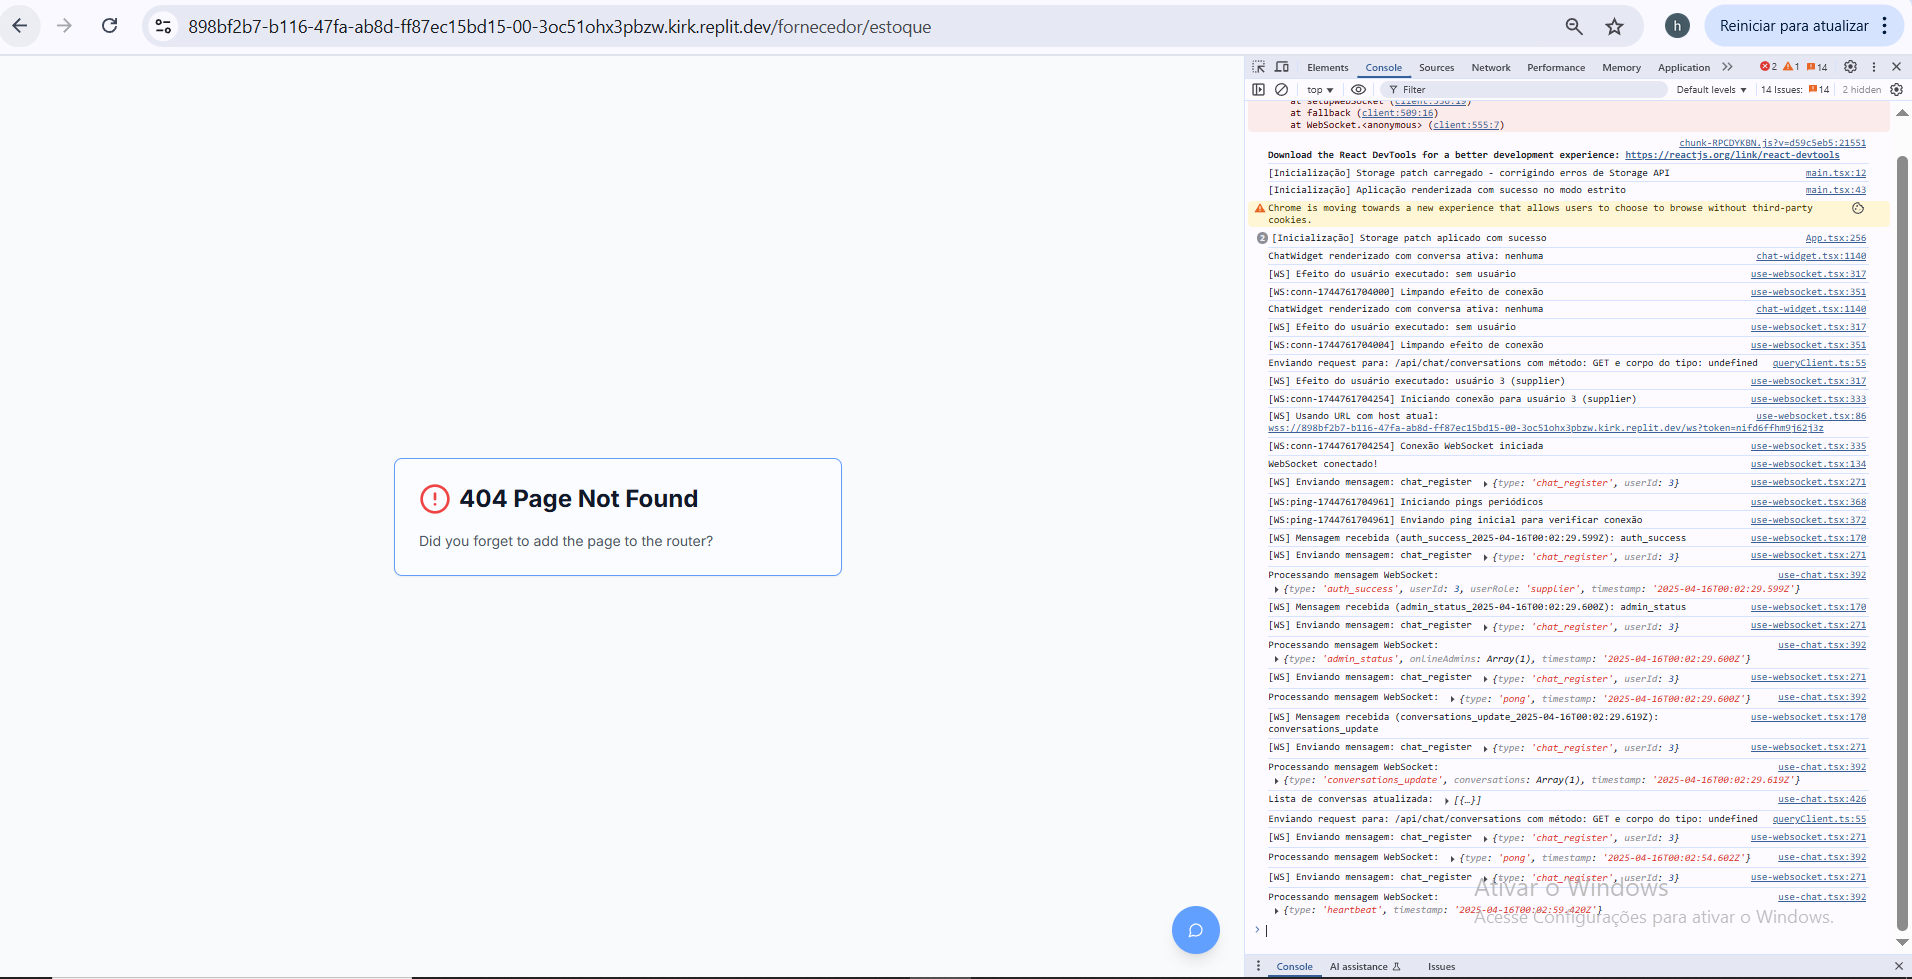 898bf2b7-b116-47fa-ab8d-ff87ec15bd15-00-3oc51ohx3pbzw.kirk.replit.dev/fornecedor/estoque
h
Reiniciar para atualizar
404 Page Not Found
Did you forget to add the page to the router?
Elements Console Sources Network Performance Memory Application 2 1 14
top Filter Default levels 14 Issues: 14 2 hidden
at setupWebSocket (client:536:19)
at fallback (client:509:16)
at WebSocket.<anonymous> (client:555:7)
chunk-RPCDYKBN.js?v=d59c5eb5:21551
Download the React DevTools for a better development experience: https://reactjs.org/link/react-devtools
[Inicialização] Storage patch carregado - corrigindo erros de Storage API main.tsx:12
[Inicialização] Aplicação renderizada com sucesso no modo estrito main.tsx:43
Chrome is moving towards a new experience that allows users to choose to browse without third-party
cookies.
2 [Inicialização] Storage patch aplicado com sucesso App.tsx:256
ChatWidget renderizado com conversa ativa: nenhuma chat-widget.tsx:1140
[WS] Efeito do usuário executado: sem usuário use-websocket.tsx:317
[WS:conn-1744761704000] Limpando efeito de conexão use-websocket.tsx:351
ChatWidget renderizado com conversa ativa: nenhuma chat-widget.tsx:1140
[WS] Efeito do usuário executado: sem usuário use-websocket.tsx:317
[WS:conn-1744761704004] Limpando efeito de conexão use-websocket.tsx:351
Enviando request para: /api/chat/conversations com método: GET e corpo do tipo: undefined queryClient.ts:55
[WS] Efeito do usuário executado: usuário 3 (supplier) use-websocket.tsx:317
[WS:conn-1744761704254] Iniciando conexão para usuário 3 (supplier) use-websocket.tsx:333
[WS] Usando URL com host atual: use-websocket.tsx:86
wss://898bf2b7-b116-47fa-ab8d-ff87ec15bd15-00-3oc51ohx3pbzw.kirk.replit.dev/ws?token=nifd6ffhm9j62j3z
[WS:conn-1744761704254] Conexão WebSocket iniciada use-websocket.tsx:335
WebSocket conectado! use-websocket.tsx:134
[WS] Enviando mensagem: chat_register {type: 'chat_register', userId: 3} use-websocket.tsx:271
[WS:ping-1744761704961] Iniciando pings periódicos use-websocket.tsx:368
[WS:ping-1744761704961] Enviando ping inicial para verificar conexão use-websocket.tsx:372
[WS] Mensagem recebida (auth_success_2025-04-16T00:02:29.599Z): auth_success use-websocket.tsx:170
[WS] Enviando mensagem: chat_register {type: 'chat_register', userId: 3} use-websocket.tsx:271
Processando mensagem WebSocket: use-chat.tsx:392
{type: 'auth_success', userId: 3, userRole: 'supplier', timestamp: '2025-04-16T00:02:29.599Z'}
[WS] Mensagem recebida (admin_status_2025-04-16T00:02:29.600Z): admin_status use-websocket.tsx:170
[WS] Enviando mensagem: chat_register {type: 'chat_register', userId: 3} use-websocket.tsx:271
Processando mensagem WebSocket: use-chat.tsx:392
{type: 'admin_status', onlineAdmins: Array(1), timestamp: '2025-04-16T00:02:29.600Z'}
[WS] Enviando mensagem: chat_register {type: 'chat_register', userId: 3} use-websocket.tsx:271
Processando mensagem WebSocket: {type: 'pong', timestamp: '2025-04-16T00:02:29.600Z'} use-chat.tsx:392
[WS] Mensagem recebida (conversations_update_2025-04-16T00:02:29.619Z): use-websocket.tsx:170
conversations_update
[WS] Enviando mensagem: chat_register {type: 'chat_register', userId: 3} use-websocket.tsx:271
Processando mensagem WebSocket: use-chat.tsx:392
{type: 'conversations_update', conversations: Array(1), timestamp: '2025-04-16T00:02:29.619Z'}
Lista de conversas atualizada: [{…}] use-chat.tsx:426
Enviando request para: /api/chat/conversations com método: GET e corpo do tipo: undefined queryClient.ts:55
[WS] Enviando mensagem: chat_register {type: 'chat_register', userId: 3} use-websocket.tsx:271
Processando mensagem WebSocket: {type: 'pong', timestamp: '2025-04-16T00:02:54.602Z'} use-chat.tsx:392
[WS] Enviando mensagem: chat_register {type: 'chat_register', userId: 3} use-websocket.tsx:271
Processando mensagem WebSocket: use-chat.tsx:392
{type: 'heartbeat', timestamp: '2025-04-16T00:02:59.420Z'}
Ativar o Windows
Acesse Configurações para ativar o Windows.
Console AI assistance Issues